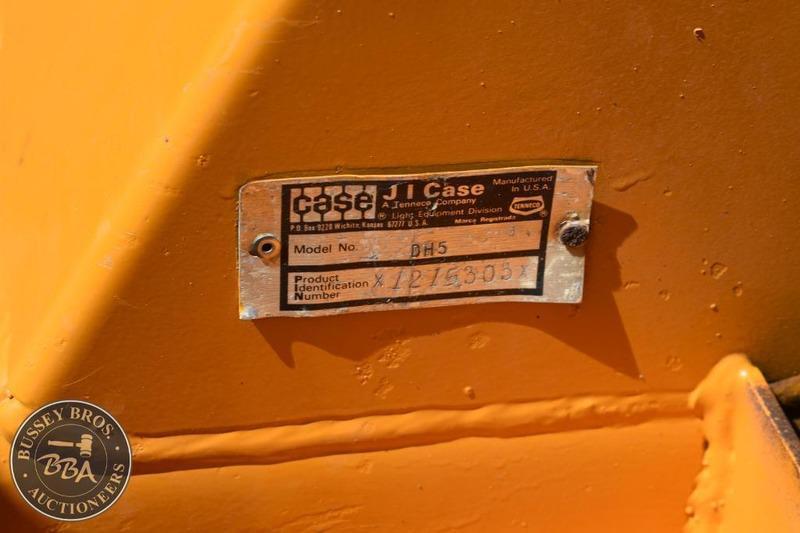 case
J I Case
A Tenneco Company
® Light Equipment Division
Manufactured
In U.S.A.
TENNECO
Marca Registrada
P.O. Box 9228 Wichita, Kansas 67277 U.S.A.
Model No. DH5
Product
Identification
Number
X1215305X
BUSSEY BROS.
BBA
AUCTIONEERS